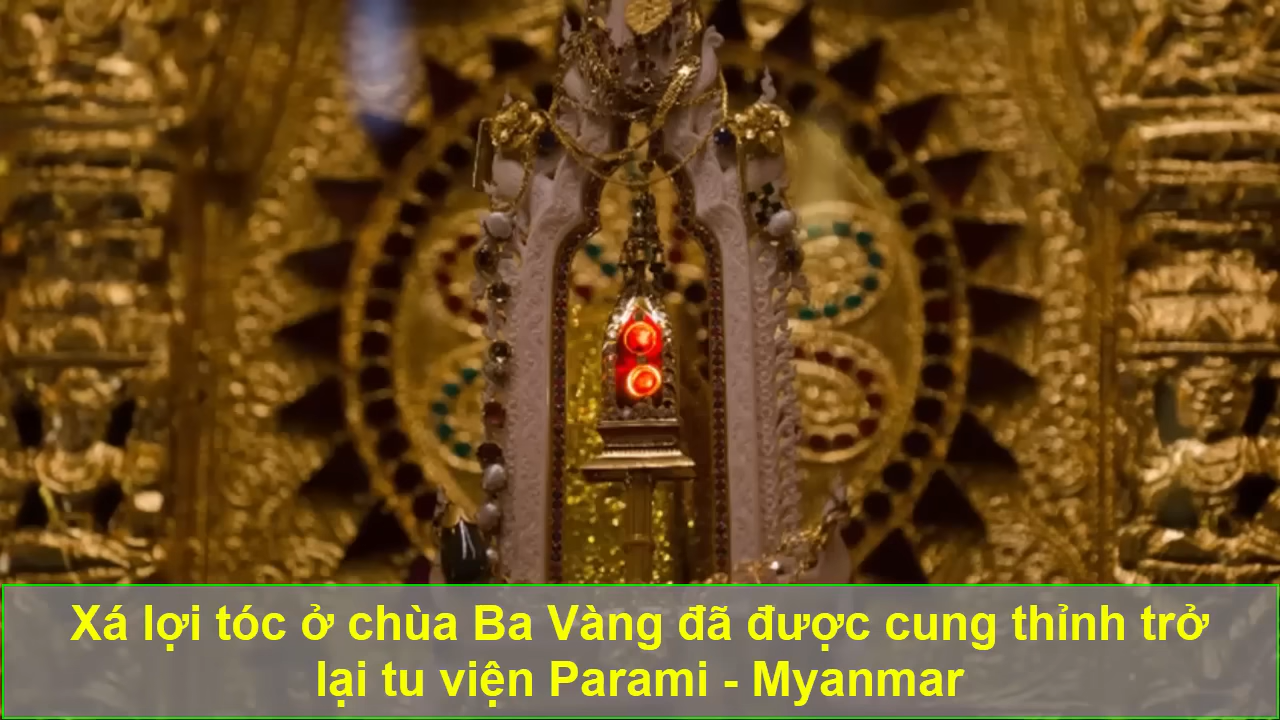 Xá lợi tóc ở chùa Ba Vàng đã được cung thỉnh trở
lại tu viện Parami - Myanmar